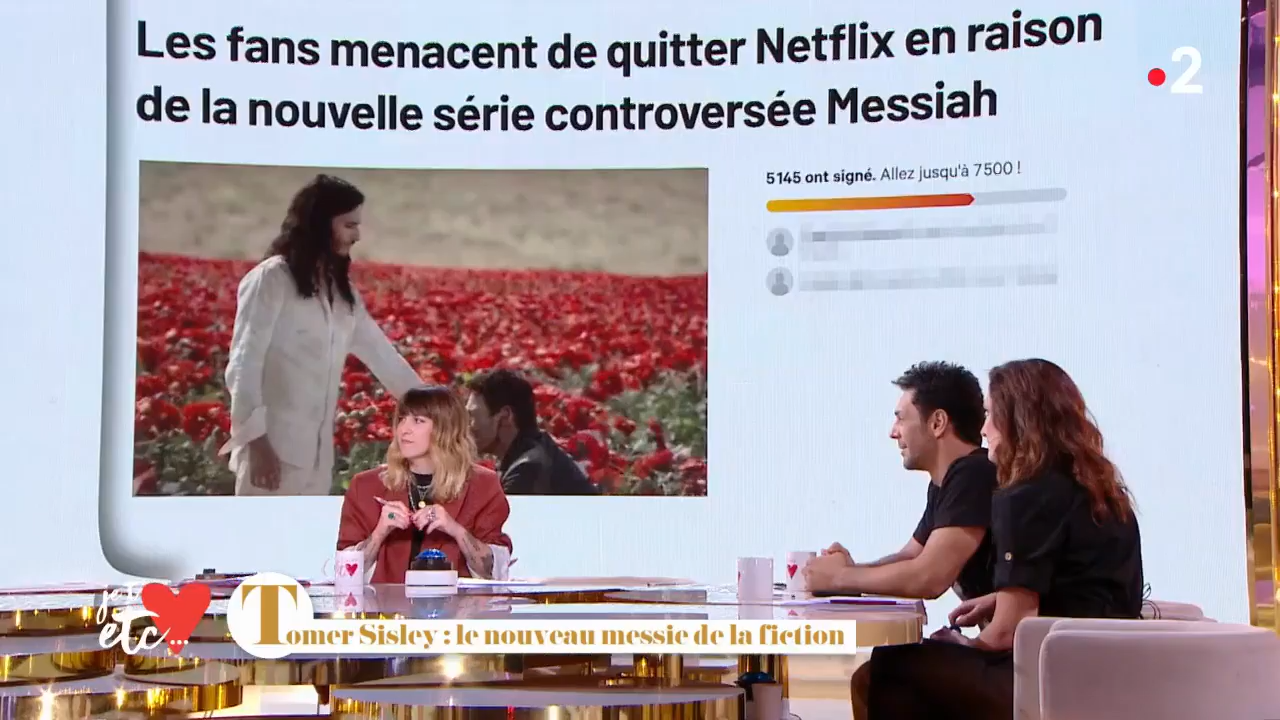 Les fans menacent de quitter Netflix en raison
de la nouvelle série controversée Messiah
2
5145 ont signé. Allez jusqu'à 7500 !
je t'
etc...
Tomer Sisley : le nouveau messie de la fiction